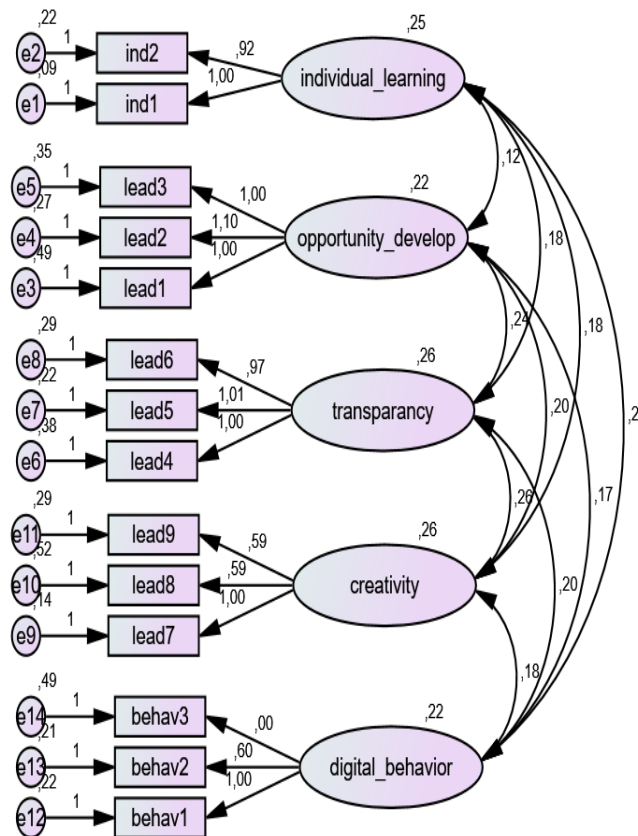 ,22
e2 1 ind2 ,92 individual_learning ,25
,09
e1 1 ind1 1,00
,12
,35
e5 1 lead3 1,00 ,22
,27
e4 1 lead2 1,10 opportunity_develop
,49
e3 1 lead1 1,00
,18
,18
,24
,29
e8 1 lead6 ,97 ,26
,22
e7 1 lead5 1,01 transparancy
,38
e6 1 lead4 1,00
,20
,2
,17
,26
,29
e11 1 lead9 ,59 ,26
,52
e10 1 lead8 ,59 creativity
,14
e9 1 lead7 1,00
,20
,18
,49
e14 1 behav3 ,00 ,22
,21
e13 1 behav2 ,60 digital_behavior
,22
e12 1 behav1 1,00